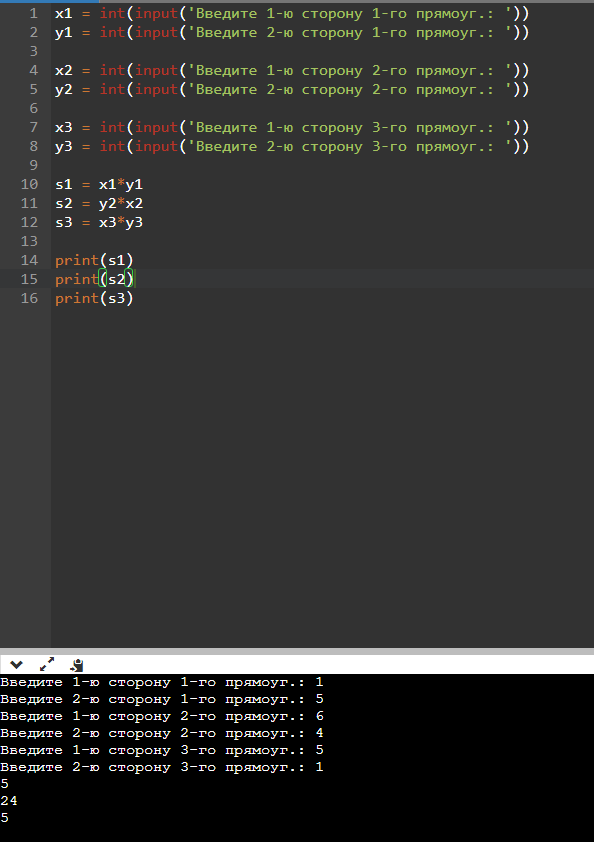 1 x1 = int(input('Введите 1-ю сторону 1-го прямоуг.: '))
2 y1 = int(input('Введите 2-ю сторону 1-го прямоуг.: '))
3
4 x2 = int(input('Введите 1-ю сторону 2-го прямоуг.: '))
5 y2 = int(input('Введите 2-ю сторону 2-го прямоуг.: '))
6
7 x3 = int(input('Введите 1-ю сторону 3-го прямоуг.: '))
8 y3 = int(input('Введите 2-ю сторону 3-го прямоуг.: '))
9
10 s1 = x1*y1
11 s2 = y2*x2
12 s3 = x3*y3
13
14 print(s1)
15 print(s2)
16 print(s3)
Введите 1-ю сторону 1-го прямоуг.: 1
Введите 2-ю сторону 1-го прямоуг.: 5
Введите 1-ю сторону 2-го прямоуг.: 6
Введите 2-ю сторону 2-го прямоуг.: 4
Введите 1-ю сторону 3-го прямоуг.: 5
Введите 2-ю сторону 3-го прямоуг.: 1
5
24
5